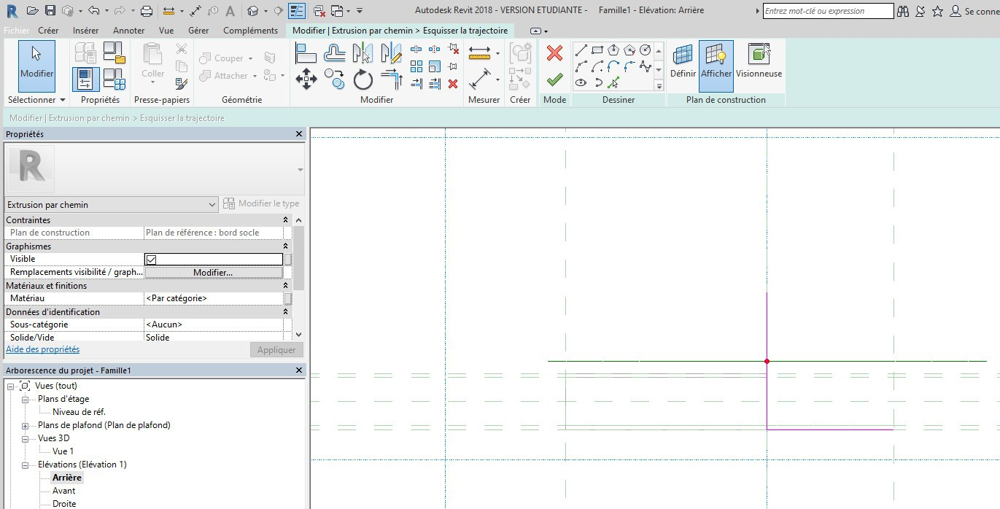 Autodesk Revit 2018 - VERSION ETUDIANTE - Famille1 - Elévation: Arrière
Entrez mot-clé ou expression
Se conne
Fichier Créer Insérer Annoter Vue Gérer Compléments Modifier | Extrusion par chemin > Esquisser la trajectoire
Modifier
Coller
Couper
Attacher
Définir Afficher Visionneuse
Sélectionner Propriétés Presse-papiers Géométrie Modifier Mesurer Créer Mode Dessiner Plan de construction
Modifier | Extrusion par chemin > Esquisser la trajectoire
Propriétés
R
Extrusion par chemin
Modifier le type
Contraintes
Plan de construction Plan de référence : bord socle
Graphismes
Visible
Remplacements visibilité / graph... Modifier...
Matériaux et finitions
Matériau <Par catégorie>
Données d'identification
Sous-catégorie <Aucun>
Solide/Vide Solide
Aide des propriétés Appliquer
Arborescence du projet - Famille1
Vues (tout)
Plans d'étage
Niveau de réf.
Plans de plafond (Plan de plafond)
Vues 3D
Vue 1
Elévations (Elévation 1)
Arrière
Avant
Droite